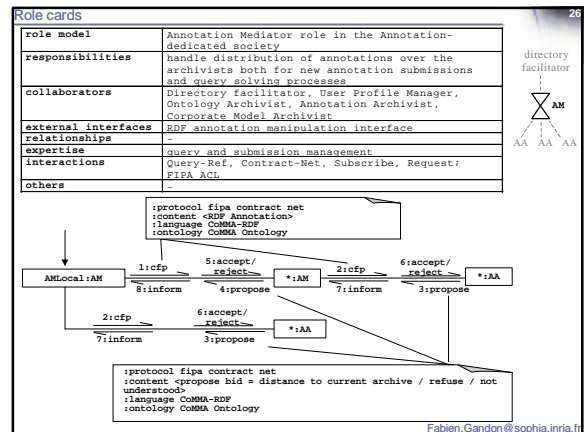 Role cards
26
role model
Annotation Mediator role in the Annotation-
dedicated society
responsibilities
handle distribution of annotations over the
archivists both for new annotation submissions
and query solving processes
collaborators
Directory facilitator, User Profile Manager,
Ontology Archivist, Annotation Archivist,
Corporate Model Archivist
external interfaces
RDF annotation manipulation interface
relationships
-
expertise
query and submission management
interactions
Query-Ref, Contract-Net, Subscribe, Request;
FIPA ACL
others
-
directory
facilitator
AM
AA AA AA
:protocol fipa contract net
:content <RDF Annotation>
:language CoMMA-RDF
:ontology CoMMA Ontology
AMLocal:AM
1:cfp
8:inform
5:accept/
reject
4:propose
*:AM
2:cfp
7:inform
6:accept/
reject
3:propose
*:AA
2:cfp
7:inform
6:accept/
reject
3:propose
*:AA
:protocol fipa contract net
:content <propose bid = distance to current archive / refuse / not
understood>
:language CoMMA-RDF
:ontology CoMMA Ontology
Fabien.Gandon@sophia.inria.fr